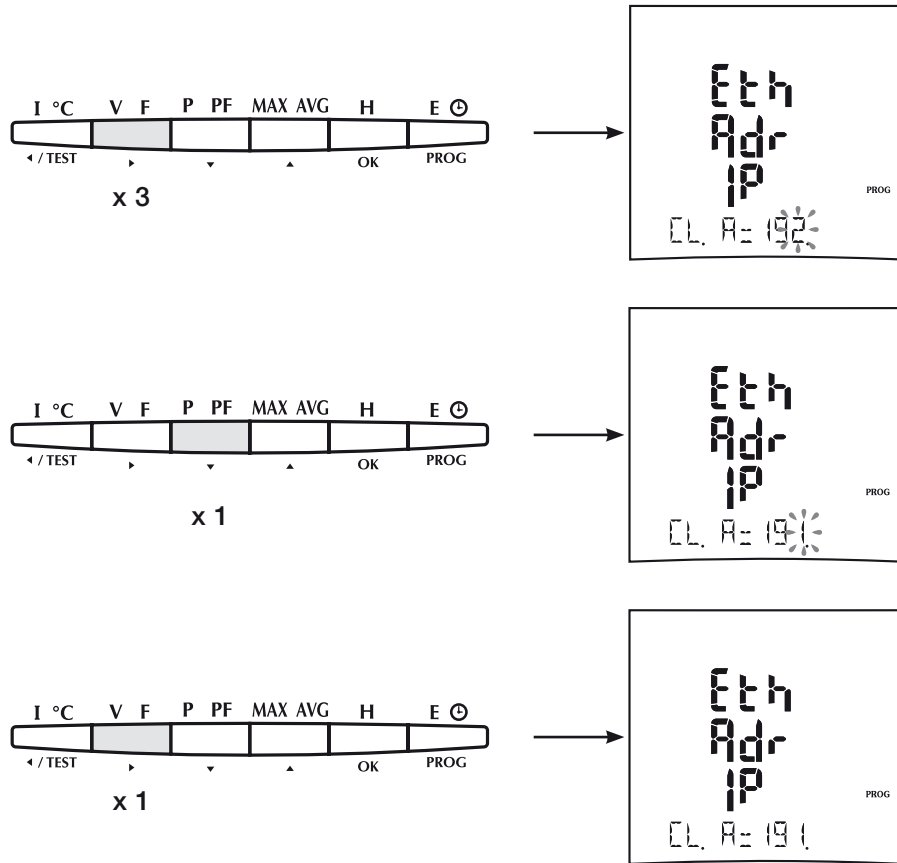 I °C V F P PF MAX AVG H E
/ TEST OK PROG
x 3
Eth
Adr
IP
PROG
CL. A=192.
I °C V F P PF MAX AVG H E
/ TEST OK PROG
x 1
Eth
Adr
IP
PROG
CL. A=191.
I °C V F P PF MAX AVG H E
/ TEST OK PROG
x 1
Eth
Adr
IP
PROG
CL. A=191.